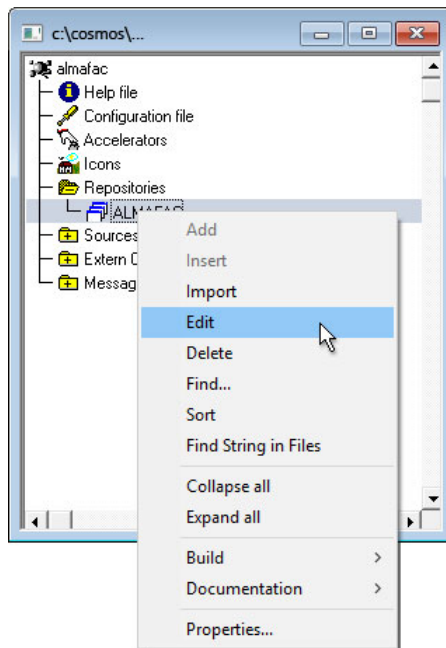 c:\cosmos\...
almafac
Help file
Configuration file
Accelerators
Icons
Repositories
Sources
Extern
Messag
Add
Insert
Import
Edit
Delete
Find...
Sort
Find String in Files
Collapse all
Expand all
Build
Documentation
Properties...